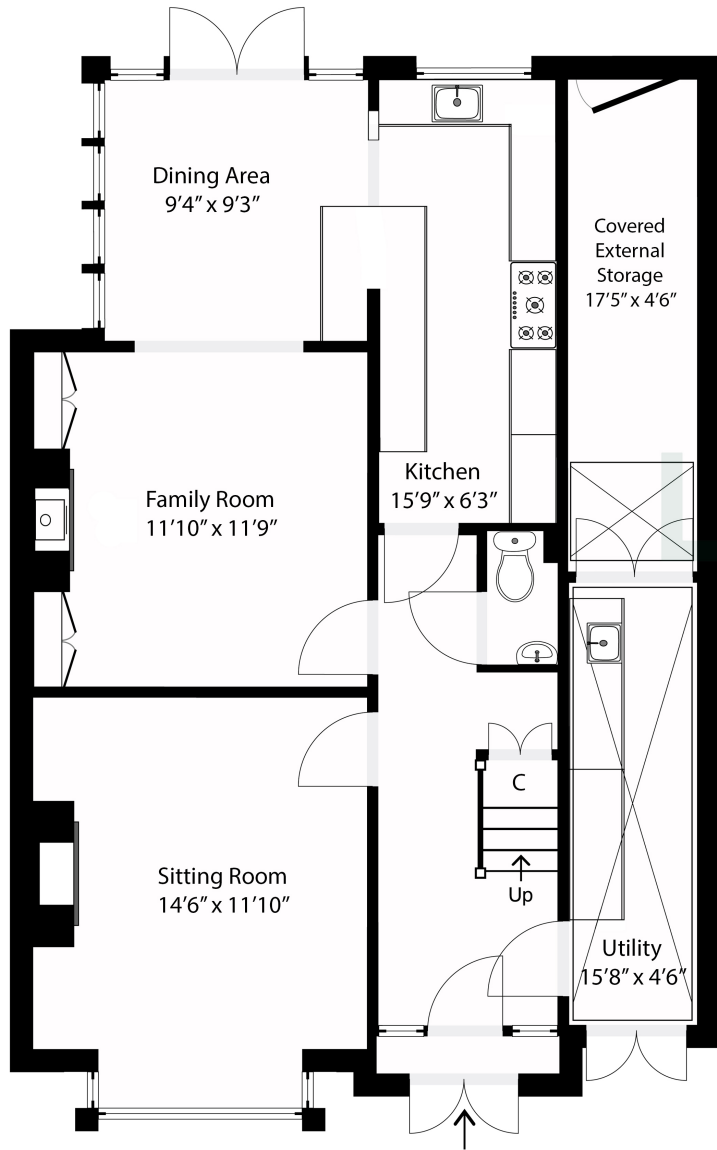 Dining Area
9'4" x 9'3"
Covered
External
Storage
17'5" x 4'6"
Kitchen
15'9" x 6'3"
Family Room
11'10" x 11'9"
C
Up
Sitting Room
14'6" x 11'10"
Utility
15'8" x 4'6"